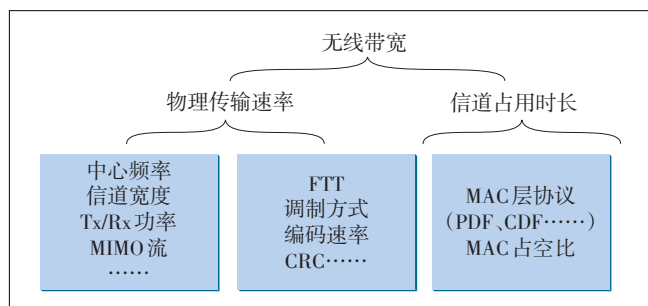 无线带宽
物理传输速率
信道占用时长
中心频率
信道宽度
Tx/Rx 功率
MIMO 流
……
FTT
调制方式
编码速率
CRC……
MAC 层协议
(PDF、CDF……)
MAC 占空比